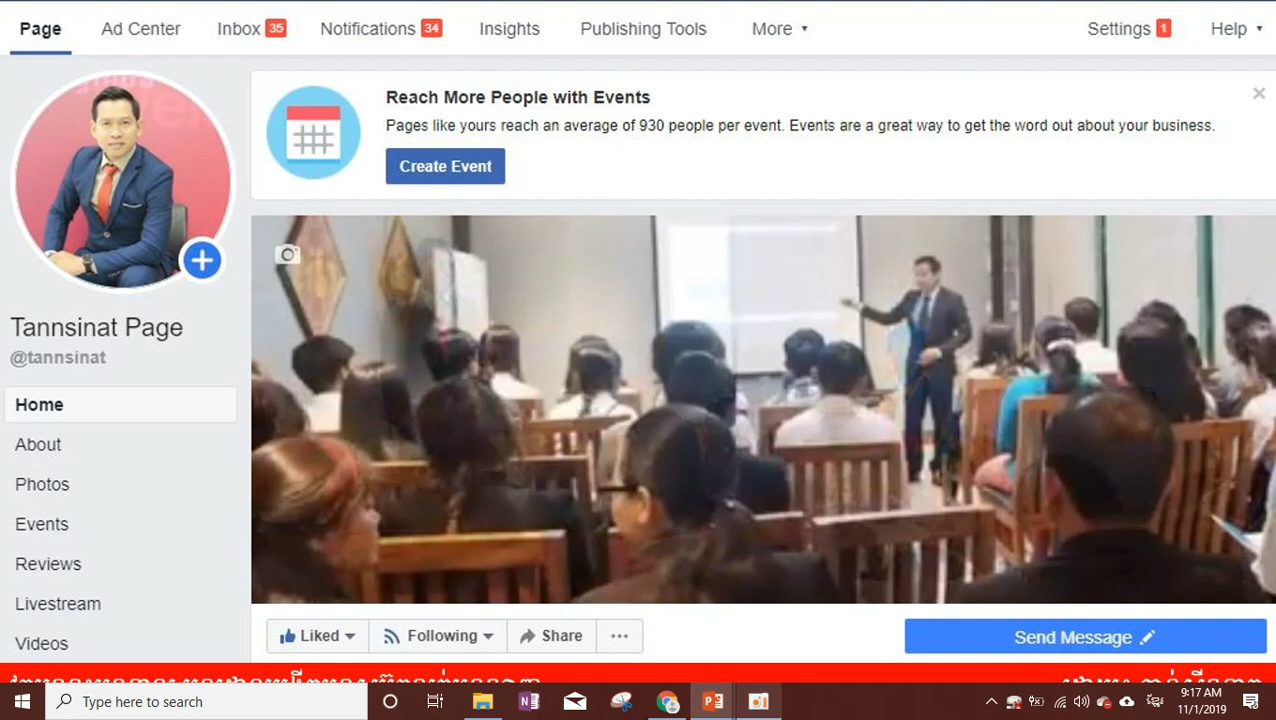 Page Ad Center Inbox 35 Notifications 34 Insights Publishing Tools More Settings 1 Help
Reach More People with Events
Pages like yours reach an average of 930 people per event. Events are a great way to get the word out about your business.
Create Event
Tannsinat Page
@tannsinat
Home
About
Photos
Events
Reviews
Livestream
Videos
Liked Following Share ...
Send Message
Type here to search
9:17 AM
11/1/2019